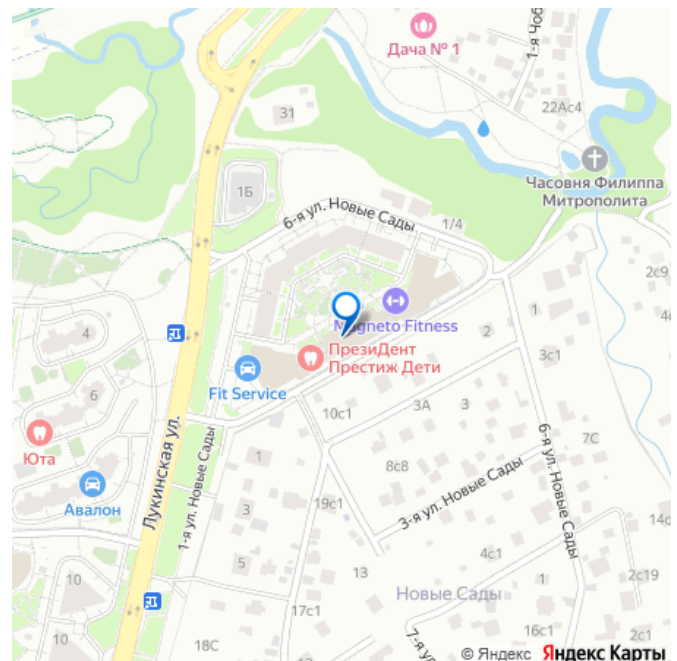 Дача № 1
1-я Чоб
31
22Ас4
Часовня Филиппа
Митрополита
1Б
6-я ул. Новые Сады
1/4
2с9
4
Magneto Fitness
1
2
ПрезиДент
Престиж Дети
3с1
6
Fit Service
10с1
3А
3
Юта
Лукинская ул.
1-я ул. Новые Сады
1
8с8
7С
6-я ул. Новые Сады
Авалон
3
19с1
3-я ул. Новые Сады
14с
5
13
4с1
10
Новые Сады
1
2с19
17с1
10
18С
7-я ул
16с1
© Яндекс Яндекс Карты